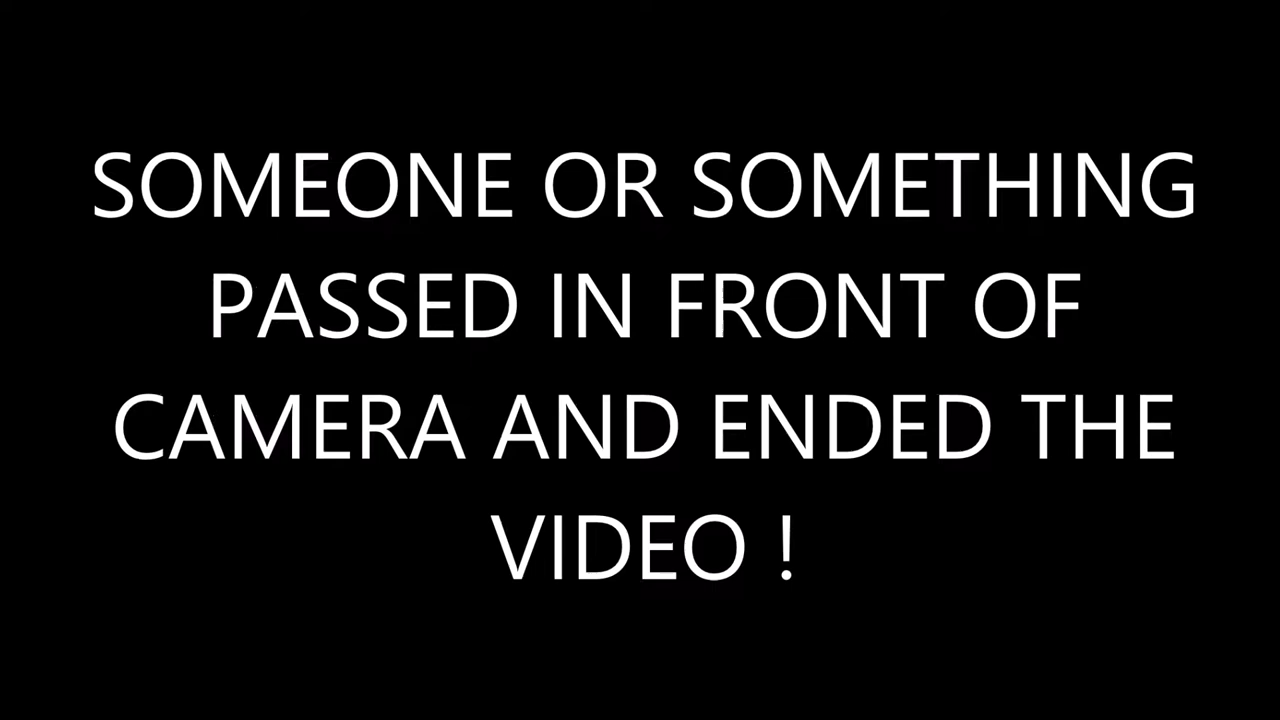 SOMEONE OR SOMETHING
PASSED IN FRONT OF
CAMERA AND ENDED THE
VIDEO !